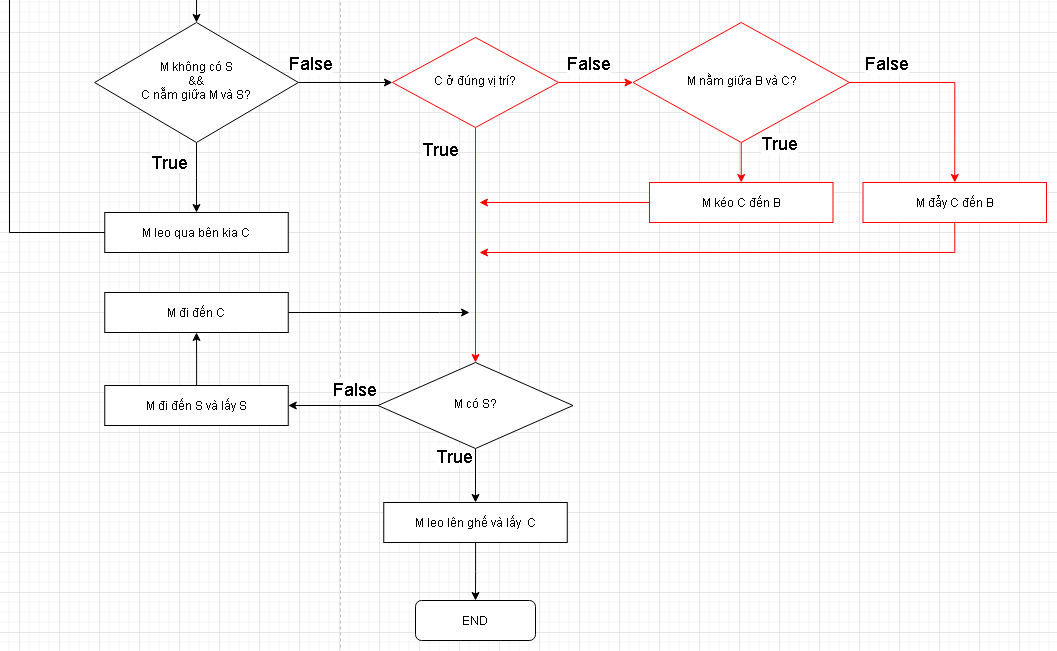 M không có S
&&
C nằm giữa M và S?
False
C ở đúng vị trí?
False
M nằm giữa B và C?
False
True
True
True
M kéo C đến B
M đẩy C đến B
M leo qua bên kia C
M đi đến C
M đi đến S và lấy S
False
M có S?
True
M leo lên ghế và lấy C
END